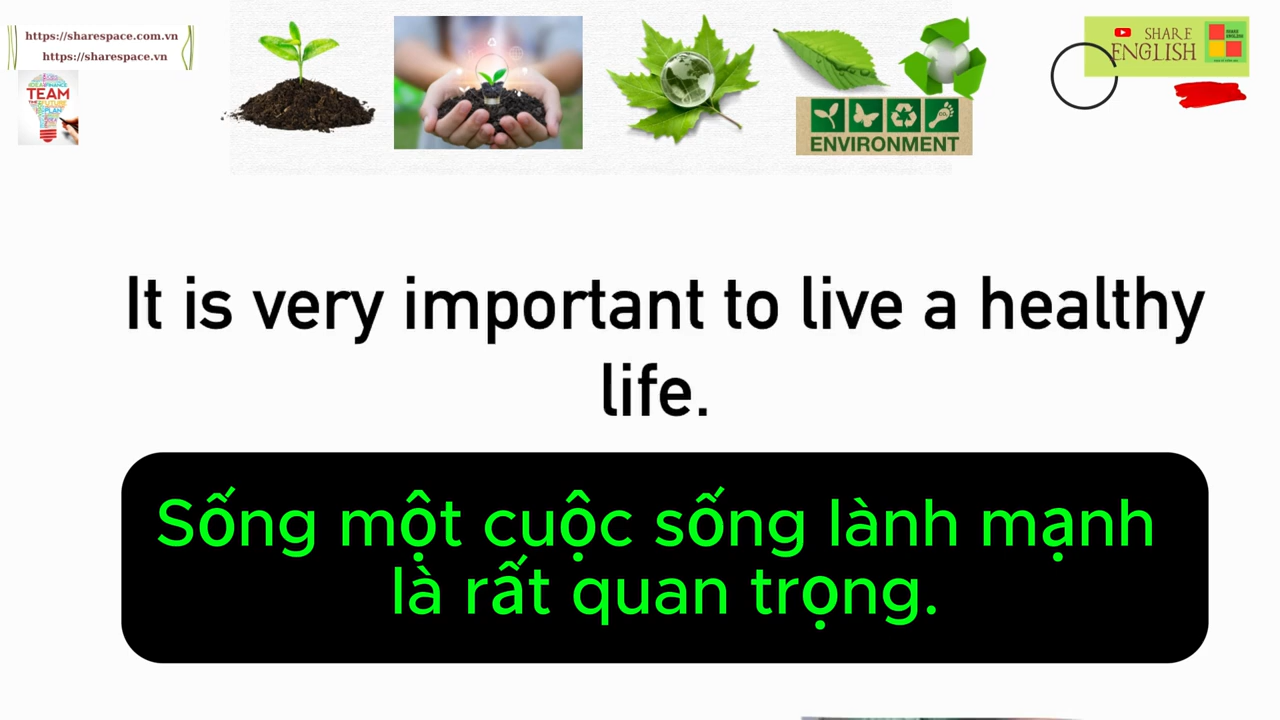 https://sharespace.com.vn
https://sharespace.vn
TEAM
PLAN
ENVIRONMENT
SHARE
ENGLISH
It is very important to live a healthy
life.
Sống một cuộc sống lành mạnh
là rất quan trọng.